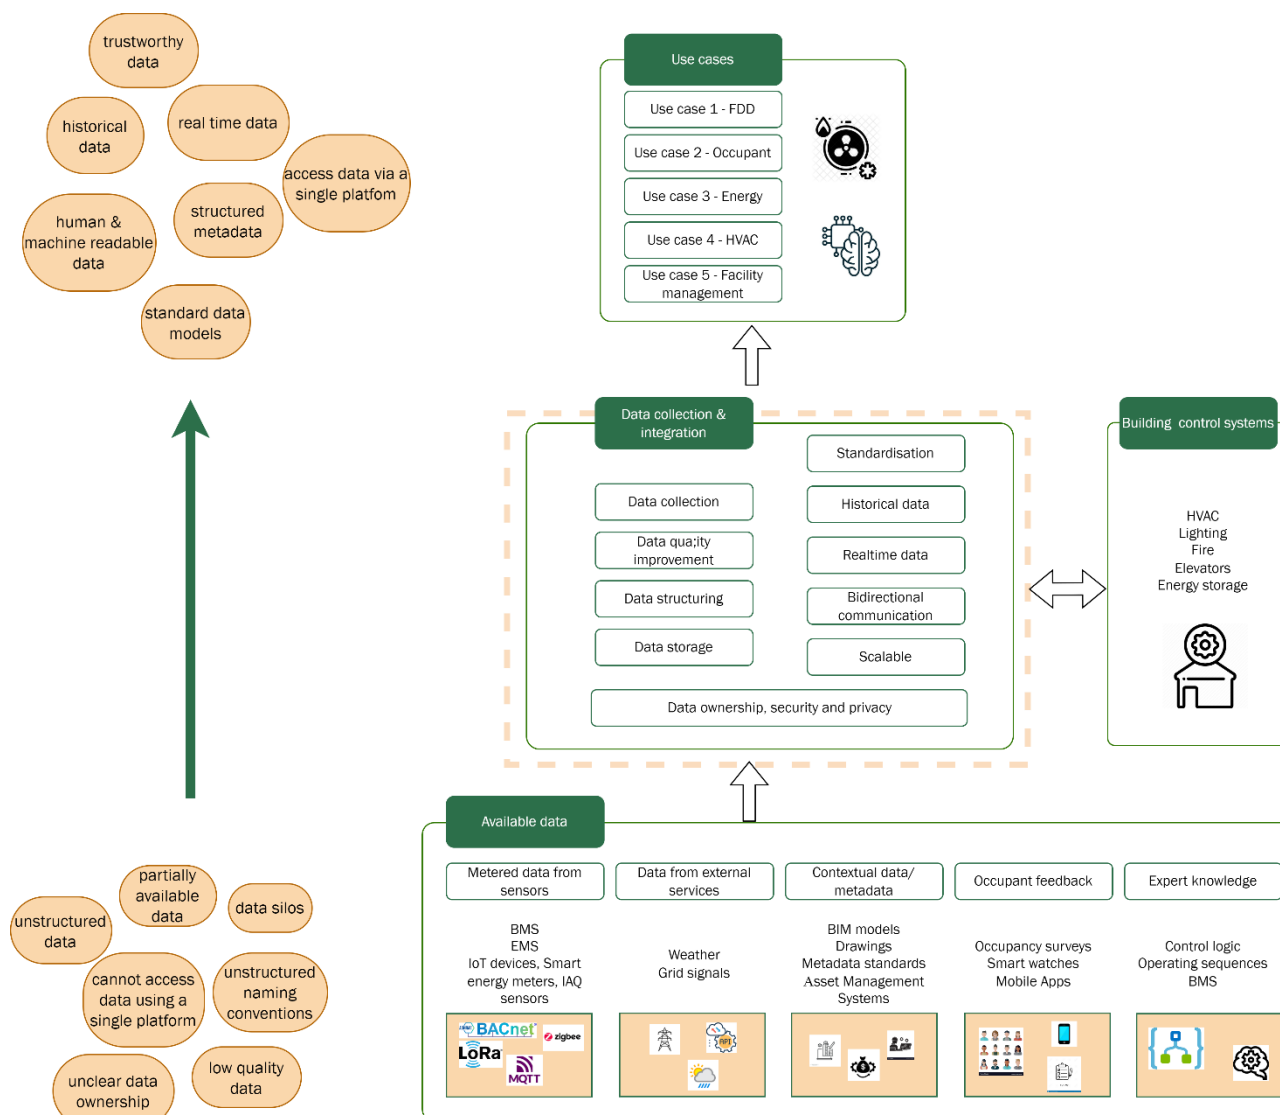 trustworthy
data
historical
data
real time data
access data via a
single platfom
human &
machine readable
data
structured
metadata
standard data
models
partially
available
data
data silos
unstructured
data
cannot access
data using a
single platform
unstructured
naming
conventions
unclear data
ownership
low quality
data
Use cases
Use case 1 - FDD
Use case 2 - Occupant
Use case 3 - Energy
Use case 4 - HVAC
Use case 5 - Facility
management
Data collection &
integration
Data collection
Data qua;ity
improvement
Data structuring
Data storage
Standardisation
Historical data
Realtime data
Bidirectional
communication
Scalable
Data ownership, security and privacy
Building control systems
HVAC
Lighting
Fire
Elevators
Energy storage
Available data
Metered data from
sensors
BMS
EMS
IoT devices, Smart
energy meters, IAQ
sensors
BACnet
zigbee
LoRa
MQTT
Data from external
services
Weather
Grid signals
API
Contextual data/
metadata
BIM models
Drawings
Metadata standards
Asset Management
Systems
Occupant feedback
Occupancy surveys
Smart watches
Mobile Apps
Expert knowledge
Control logic
Operating sequences
BMS